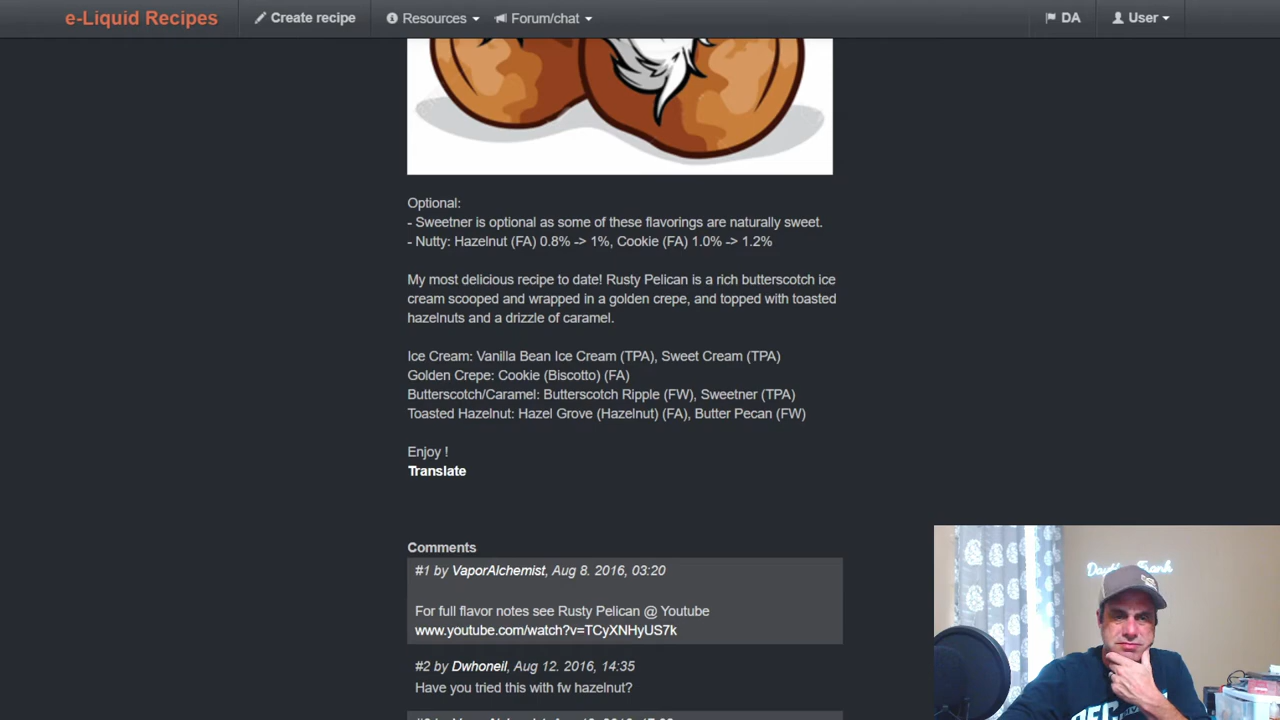 e-Liquid Recipes
Create recipe
Resources
Forum/chat
DA
User
Optional:
- Sweetner is optional as some of these flavorings are naturally sweet.
- Nutty: Hazelnut (FA) 0.8% -> 1%, Cookie (FA) 1.0% -> 1.2%
My most delicious recipe to date! Rusty Pelican is a rich butterscotch ice
cream scooped and wrapped in a golden crepe, and topped with toasted
hazelnuts and a drizzle of caramel.
Ice Cream: Vanilla Bean Ice Cream (TPA), Sweet Cream (TPA)
Golden Crepe: Cookie (Biscotto) (FA)
Butterscotch/Caramel: Butterscotch Ripple (FW), Sweetner (TPA)
Toasted Hazelnut: Hazel Grove (Hazelnut) (FA), Butter Pecan (FW)
Enjoy !
Translate
Comments
#1 by VaporAlchemist, Aug 8. 2016, 03:20
For full flavor notes see Rusty Pelican @ Youtube
www.youtube.com/watch?v=TCyXNHyUS7k
#2 by Dwhoneil, Aug 12. 2016, 14:35
Have you tried this with fw hazelnut?